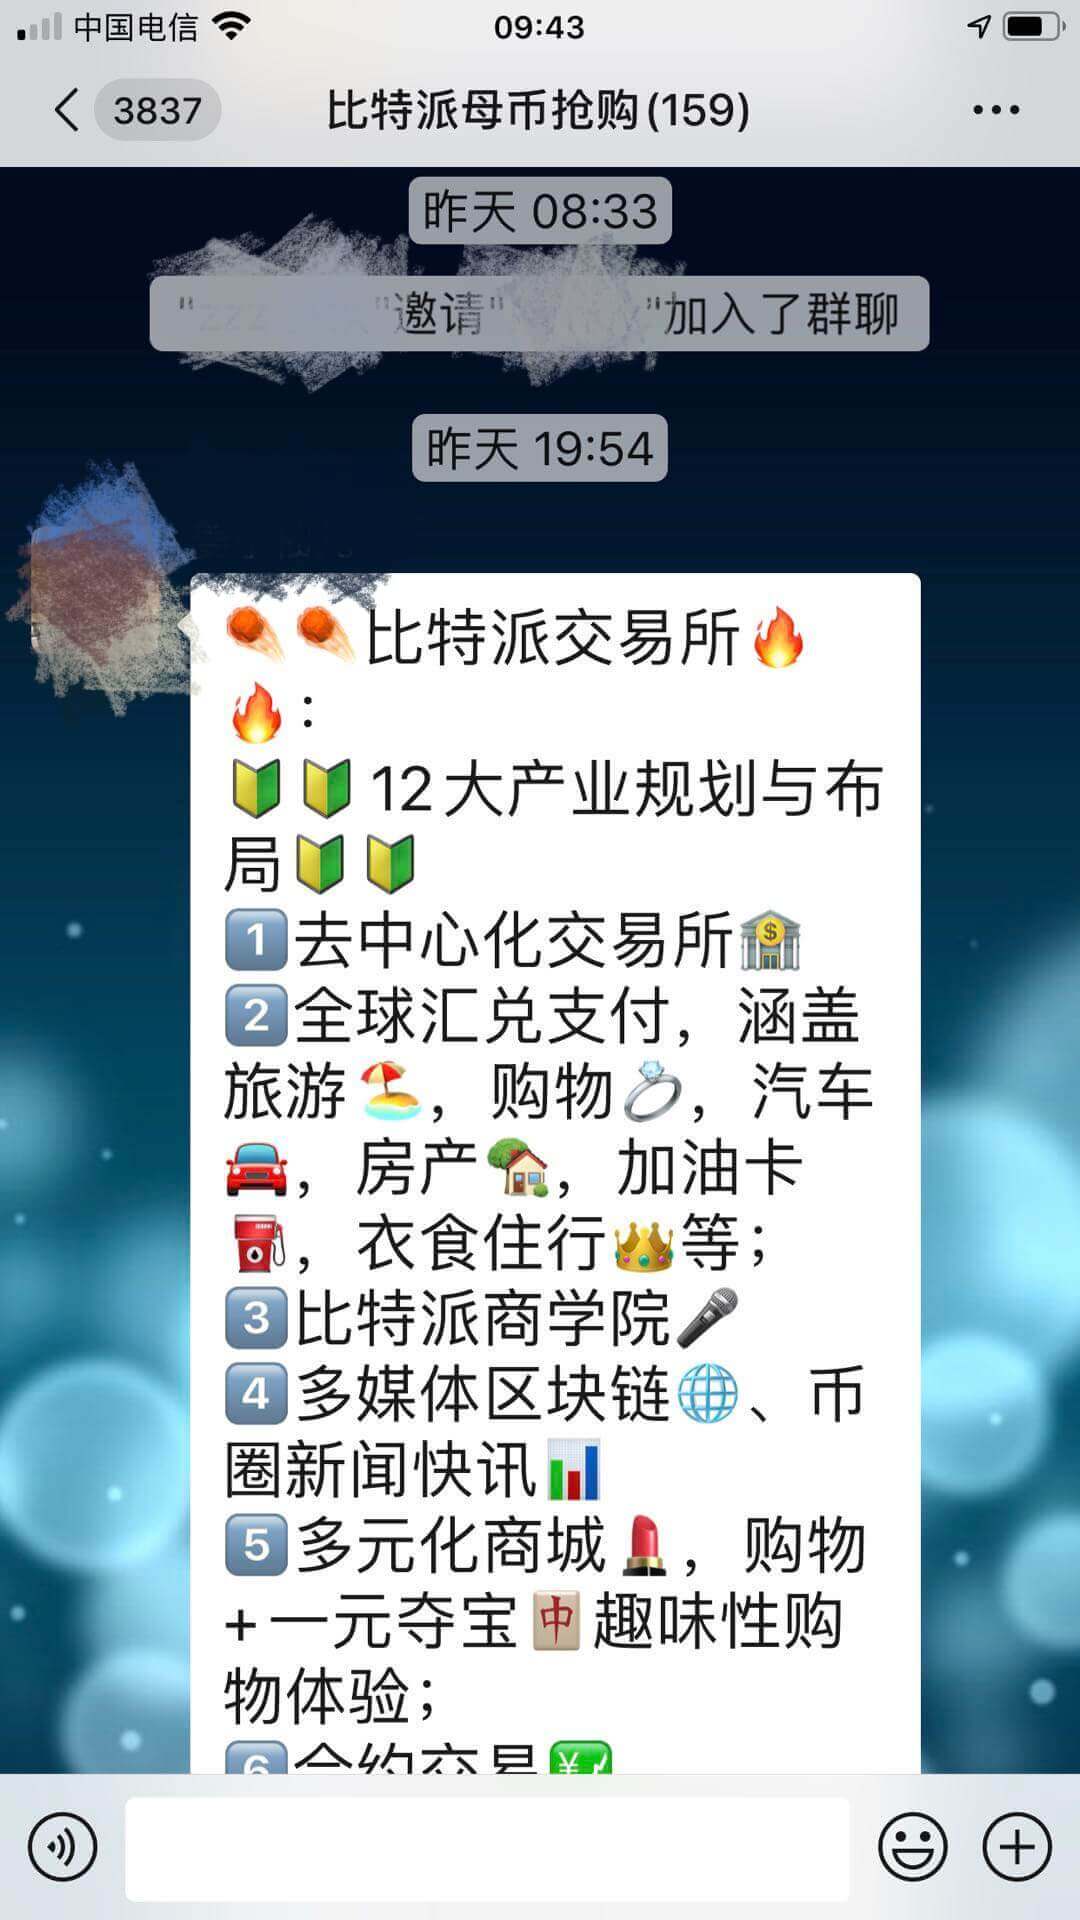 中国电信 09:43
3837 比特派母币抢购(159)
昨天 08:33
"zzz "邀请" "加入了群聊
昨天 19:54
☄️☄️比特派交易所🔥
🔥：
🔰🔰12大产业规划与布
局🔰🔰
1️⃣去中心化交易所🏦
2️⃣全球汇兑支付，涵盖
旅游🏖，购物💍，汽车
🚗，房产🏡，加油卡
⛽️，衣食住行👑等；
3️⃣比特派商学院🎤
4️⃣多媒体区块链🌐、币
圈新闻快讯📊
5️⃣多元化商城💄，购物
+一元夺宝🀄️趣味性购
物体验；
6️⃣合约交易💹